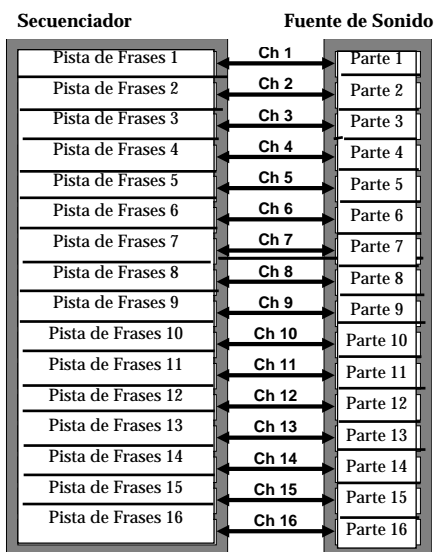 Secuenciador Fuente de Sonido
Pista de Frases 1 Ch 1 Parte 1
Pista de Frases 2 Ch 2 Parte 2
Pista de Frases 3 Ch 3 Parte 3
Pista de Frases 4 Ch 4 Parte 4
Pista de Frases 5 Ch 5 Parte 5
Pista de Frases 6 Ch 6 Parte 6
Pista de Frases 7 Ch 7 Parte 7
Pista de Frases 8 Ch 8 Parte 8
Pista de Frases 9 Ch 9 Parte 9
Pista de Frases 10 Ch 10 Parte 10
Pista de Frases 11 Ch 11 Parte 11
Pista de Frases 12 Ch 12 Parte 12
Pista de Frases 13 Ch 13 Parte 13
Pista de Frases 14 Ch 14 Parte 14
Pista de Frases 15 Ch 15 Parte 15
Pista de Frases 16 Ch 16 Parte 16